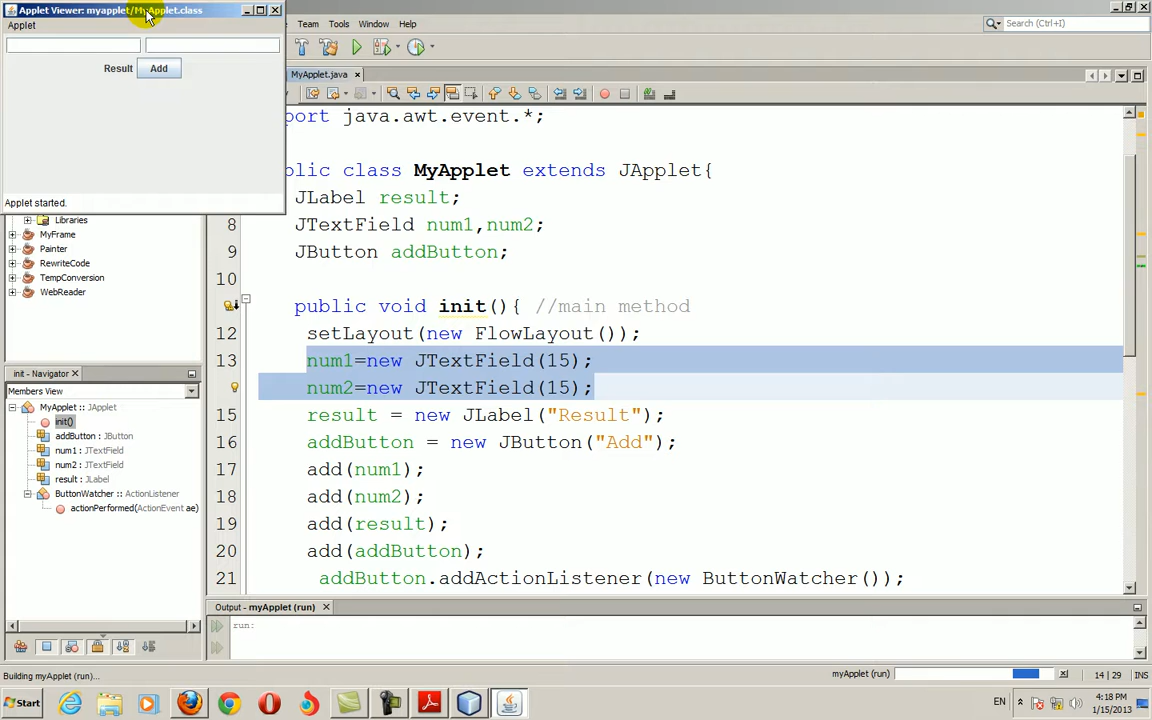 Applet Viewer: myapplet/MyApplet.class
Applet
Result Add
Applet started.
Team Tools Window Help
Search (Ctrl+I)
MyApplet.java
port java.awt.event.*;
blic class MyApplet extends JApplet{
JLabel result;
8 JTextField num1,num2;
9 JButton addButton;
10
public void init(){ //main method
12 setLayout(new FlowLayout());
13 num1=new JTextField(15);
num2=new JTextField(15);
15 result = new JLabel("Result");
16 addButton = new JButton("Add");
17 add(num1);
18 add(num2);
19 add(result);
20 add(addButton);
21 addButton.addActionListener(new ButtonWatcher());
Libraries
MyFrame
Painter
RewriteCode
TempConversion
WebReader
init - Navigator
Members View
MyApplet :: JApplet
init()
addButton : JButton
num1 : JTextField
num2 : JTextField
result : JLabel
ButtonWatcher :: ActionListener
actionPerformed(ActionEvent ae)
Output - myApplet (run)
run:
Building myApplet (run)...
myApplet (run)
14 | 29 INS
Start
EN
4:18 PM
1/15/2013